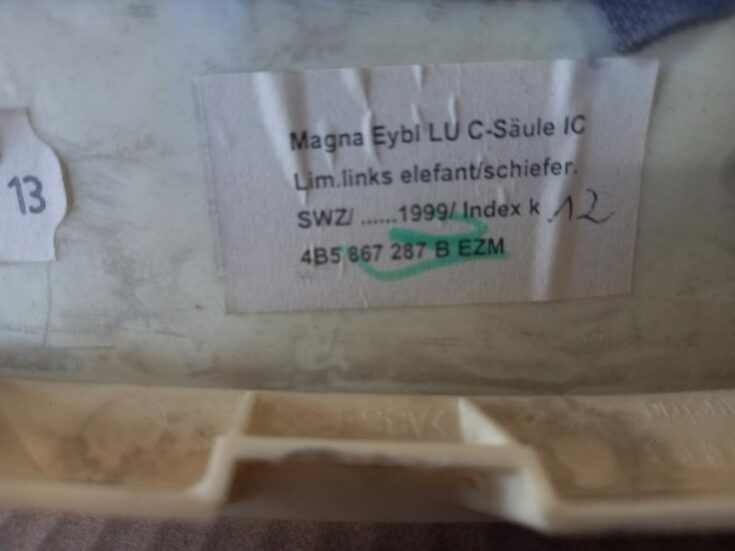 13
Magna Eybl LU C-Säule IC
Lim.links elefant/schiefer.
SWZ/ ......1999/ Index k 12
4B5 867 287 B EZM